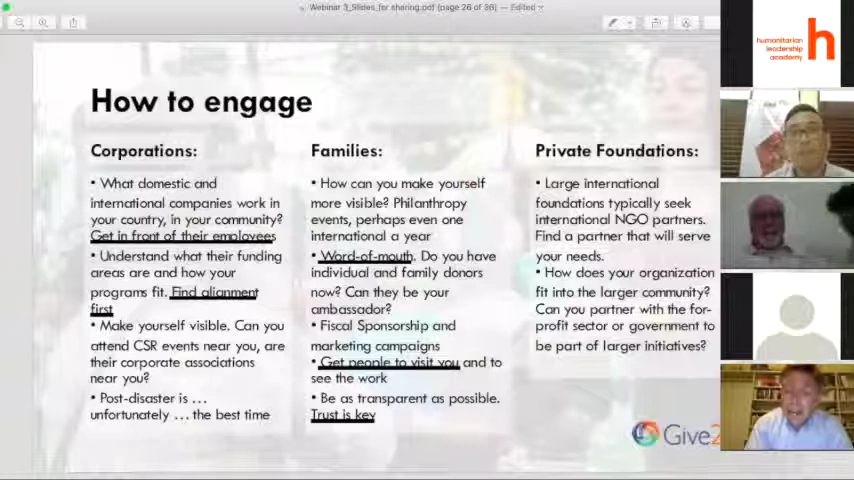 Webinar 3_Slides_for sharing.pdf (page 26 of 36) — Edited
How to engage
Corporations:
• What domestic and
international companies work in
your country, in your community?
Get in front of their employees
• Understand what their funding
areas are and how your
programs fit. Find alignment
first
• Make yourself visible. Can you
attend CSR events near you, are
their corporate associations
near you?
• Post-disaster is …
unfortunately … the best time
Families:
• How can you make yourself
more visible? Philanthropy
events, perhaps even one
international a year
• Word-of-mouth. Do you have
individual and family donors
now? Can they be your
ambassador?
• Fiscal Sponsorship and
marketing campaigns
• Get people to visit you and to
see the work
• Be as transparent as possible.
Trust is key
Private Foundations:
• Large international
foundations typically seek
international NGO partners.
Find a partner that will serve
your needs.
• How does your organization
fit into the larger community?
Can you partner with the for-
profit sector or government to
be part of larger initiatives?
Give2
humanitarian
leadership
academy
h